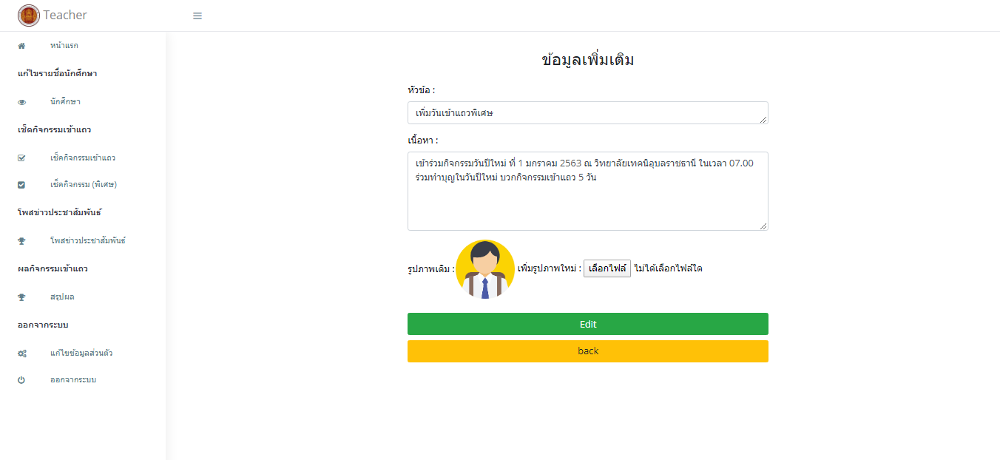 Teacher
หน้าแรก
แก้ไขรายชื่อนักศึกษา
นักศึกษา
เช็คกิจกรรมเข้าแถว
เช็คกิจกรรมเข้าแถว
เช็คกิจกรรม (พิเศษ)
โพสข่าวประชาสัมพันธ์
โพสข่าวประชาสัมพันธ์
ผลกิจกรรมเข้าแถว
สรุปผล
ออกจากระบบ
แก้ไขข้อมูลส่วนตัว
ออกจากระบบ
ข้อมูลเพิ่มเติม
หัวข้อ :
เพิ่มวันเข้าแถวพิเศษ
เนื้อหา :
เข้าร่วมกิจกรรมวันปีใหม่ ที่ 1 มกราคม 2563 ณ วิทยาลัยเทคนิอุบลราชธานี ในเวลา 07.00
ร่วมทำบุญในวันปีใหม่ บวกกิจกรรมเข้าแถว 5 วัน
รูปภาพเดิม : เพิ่มรูปภาพใหม่ : เลือกไฟล์ ไม่ได้เลือกไฟล์ใด
Edit
back